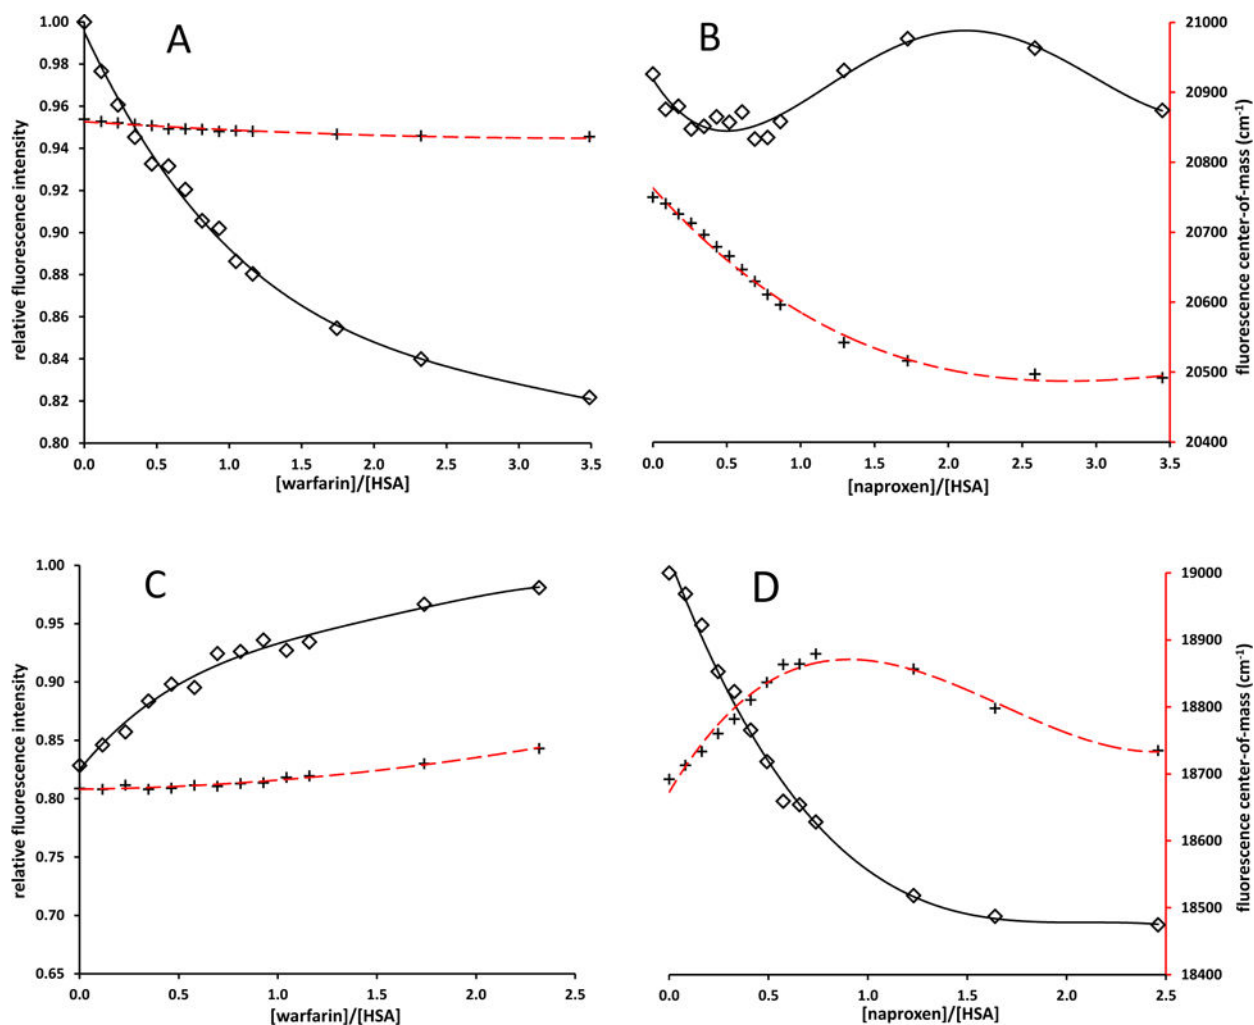 A
1.00
0.98
0.96
0.94
0.92
0.90
0.88
0.86
0.84
0.82
0.80
relative fluorescence intensity
0.0 0.5 1.0 1.5 2.0 2.5 3.0 3.5
[warfarin]/[HSA]
B
21000
20900
20800
20700
20600
20500
20400
fluorescence center-of-mass (cm-1)
0.0 0.5 1.0 1.5 2.0 2.5 3.0 3.5
[naproxen]/[HSA]
C
1.00
0.95
0.90
0.85
0.80
0.75
0.70
0.65
relative fluorescence intensity
0.0 0.5 1.0 1.5 2.0 2.5
[warfarin]/[HSA]
D
19000
18900
18800
18700
18600
18500
18400
fluorescence center-of-mass (cm-1)
0.0 0.5 1.0 1.5 2.0 2.5
[naproxen]/[HSA]